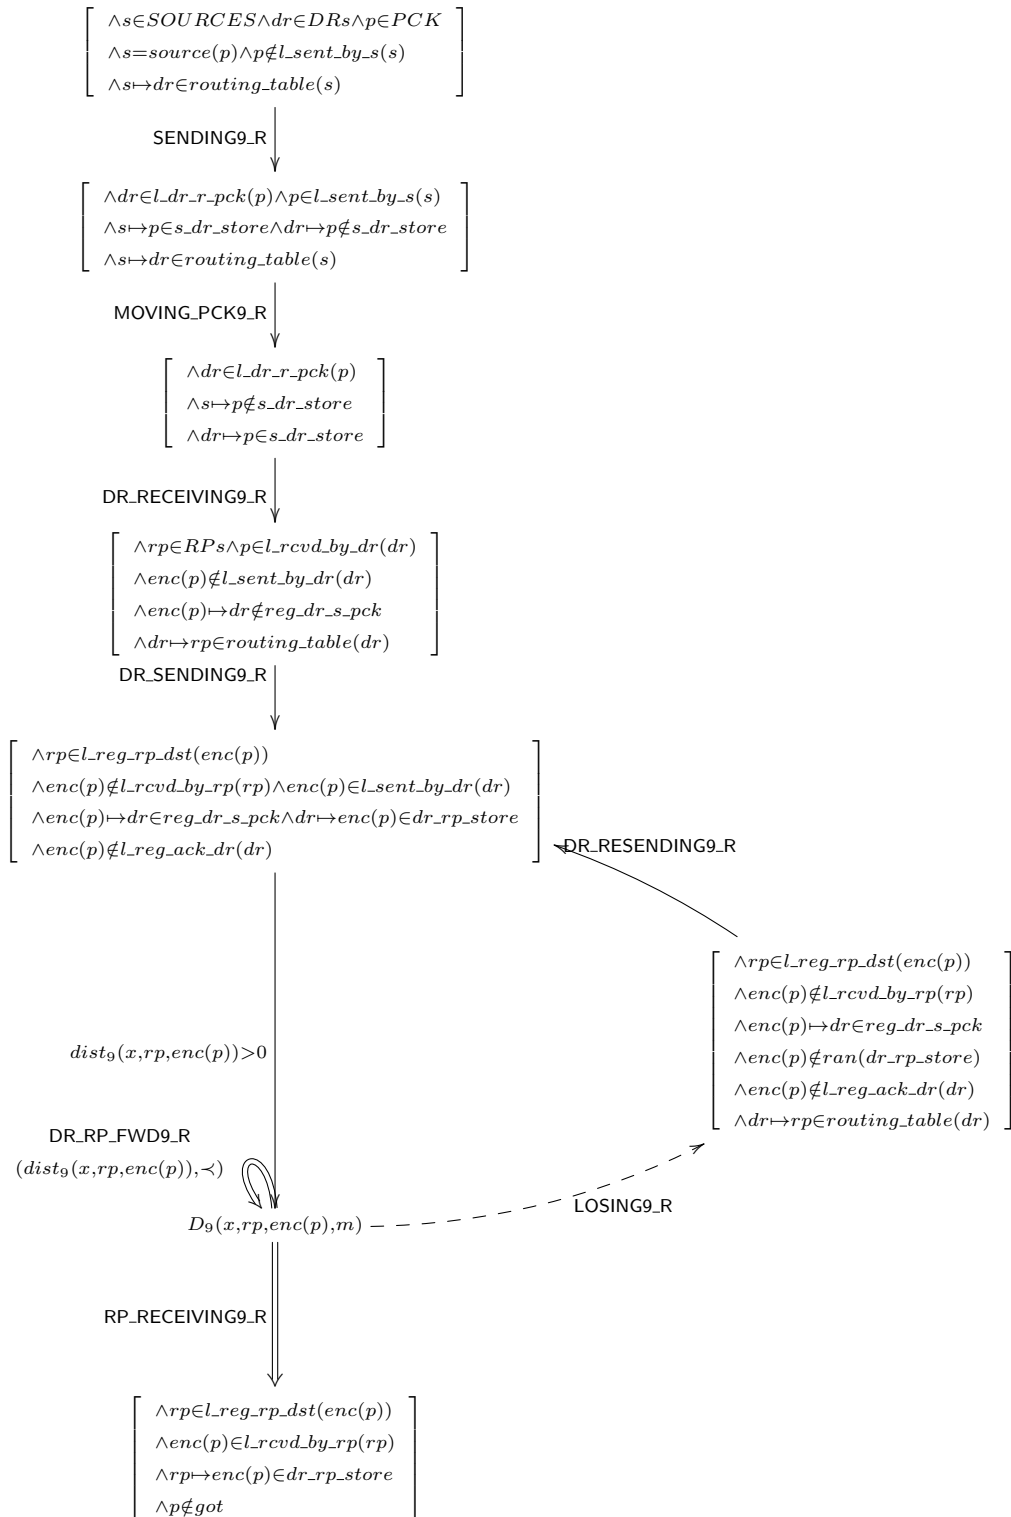 ∧s∈SOURCES∧dr∈DRs∧p∈PCK
∧s=source(p)∧p∉l_sent_by_s(s)
∧s↦dr∈routing_table(s)
SENDING9_R
∧dr∈l_dr_r_pck(p)∧p∈l_sent_by_s(s)
∧s↦p∈s_dr_store∧dr↦p∉s_dr_store
∧s↦dr∈routing_table(s)
MOVING_PCK9_R
∧dr∈l_dr_r_pck(p)
∧s↦p∉s_dr_store
∧dr↦p∈s_dr_store
DR_RECEIVING9_R
∧rp∈RPs∧p∈l_rcvd_by_dr(dr)
∧enc(p)∉l_sent_by_dr(dr)
∧enc(p)↦dr∉reg_dr_s_pck
∧dr↦rp∈routing_table(dr)
DR_SENDING9_R
∧rp∈l_reg_rp_dst(enc(p))
∧enc(p)∉l_rcvd_by_rp(rp)∧enc(p)∈l_sent_by_dr(dr)
∧enc(p)↦dr∈reg_dr_s_pck∧dr↦enc(p)∈dr_rp_store
∧enc(p)∉l_reg_ack_dr(dr)
DR_RESENDING9_R
∧rp∈l_reg_rp_dst(enc(p))
∧enc(p)∉l_rcvd_by_rp(rp)
∧enc(p)↦dr∈reg_dr_s_pck
∧enc(p)∉ran(dr_rp_store)
∧enc(p)∉l_reg_ack_dr(dr)
∧dr↦rp∈routing_table(dr)
dist₉(x,rp,enc(p))>0
DR_RP_FWD9_R
(dist₉(x,rp,enc(p)),≺)
LOSING9_R
D₉(x,rp,enc(p),m)
RP_RECEIVING9_R
∧rp∈l_reg_rp_dst(enc(p))
∧enc(p)∈l_rcvd_by_rp(rp)
∧rp↦enc(p)∈dr_rp_store
∧p∉got